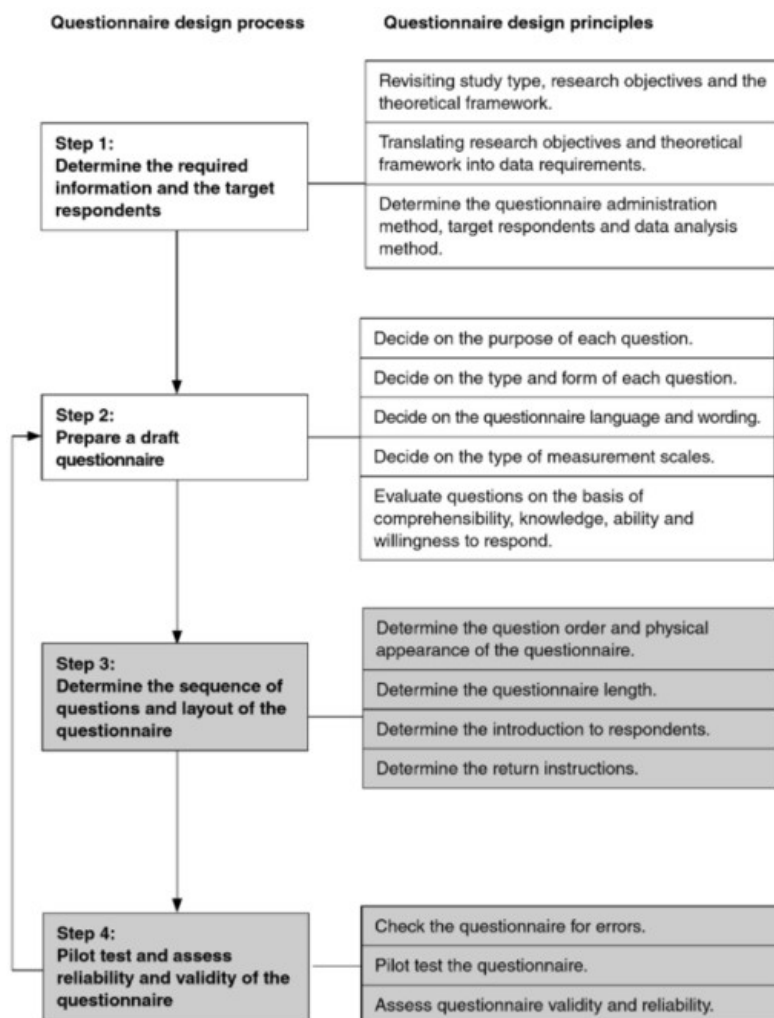 Questionnaire design process
Questionnaire design principles
Step 1:
Determine the required
information and the target
respondents
Revisiting study type, research objectives and the
theoretical framework.
Translating research objectives and theoretical
framework into data requirements.
Determine the questionnaire administration
method, target respondents and data analysis
method.
Step 2:
Prepare a draft
questionnaire
Decide on the purpose of each question.
Decide on the type and form of each question.
Decide on the questionnaire language and wording.
Decide on the type of measurement scales.
Evaluate questions on the basis of
comprehensibility, knowledge, ability and
willingness to respond.
Step 3:
Determine the sequence of
questions and layout of the
questionnaire
Determine the question order and physical
appearance of the questionnaire.
Determine the questionnaire length.
Determine the introduction to respondents.
Determine the return instructions.
Step 4:
Pilot test and assess
reliability and validity of the
questionnaire
Check the questionnaire for errors.
Pilot test the questionnaire.
Assess questionnaire validity and reliability.